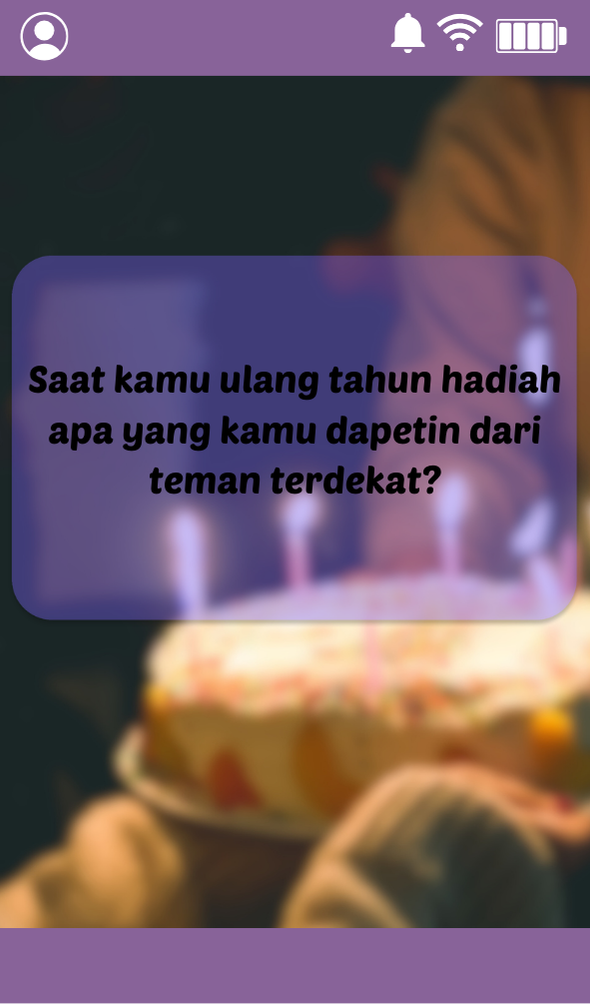 Saat kamu ulang tahun hadiah
apa yang kamu dapetin dari
teman terdekat?